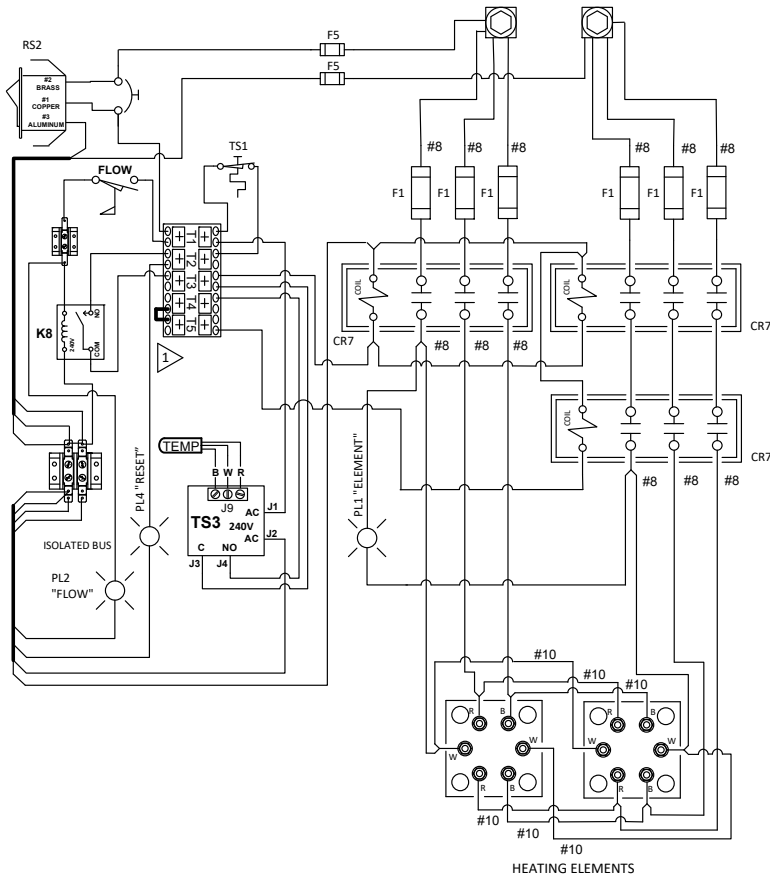 F5
RS2
F5
#2
BRASS
#1
COPPER
#3
ALUMINUM
TS1
#8
#8
#8
#8
#8
#8
FLOW
F1
F1
F1
F1
F1
F1
T1
T2
T3
T4
T5
COIL
COIL
NO
K8
240V
COM
CR7
CR7
#8
#8
1
COIL
TEMP
B W R
J9
TS3
AC
240V
AC
C
NO
J1
J2
J3
J4
PL4 "RESET"
PL1 "ELEMENT"
CR7
#8
#8
#8
ISOLATED BUS
PL2
"FLOW"
#10
#10
#10
R
B
R
B
W
W
W
W
R
B
R
B
#10
#10
#10
HEATING ELEMENTS